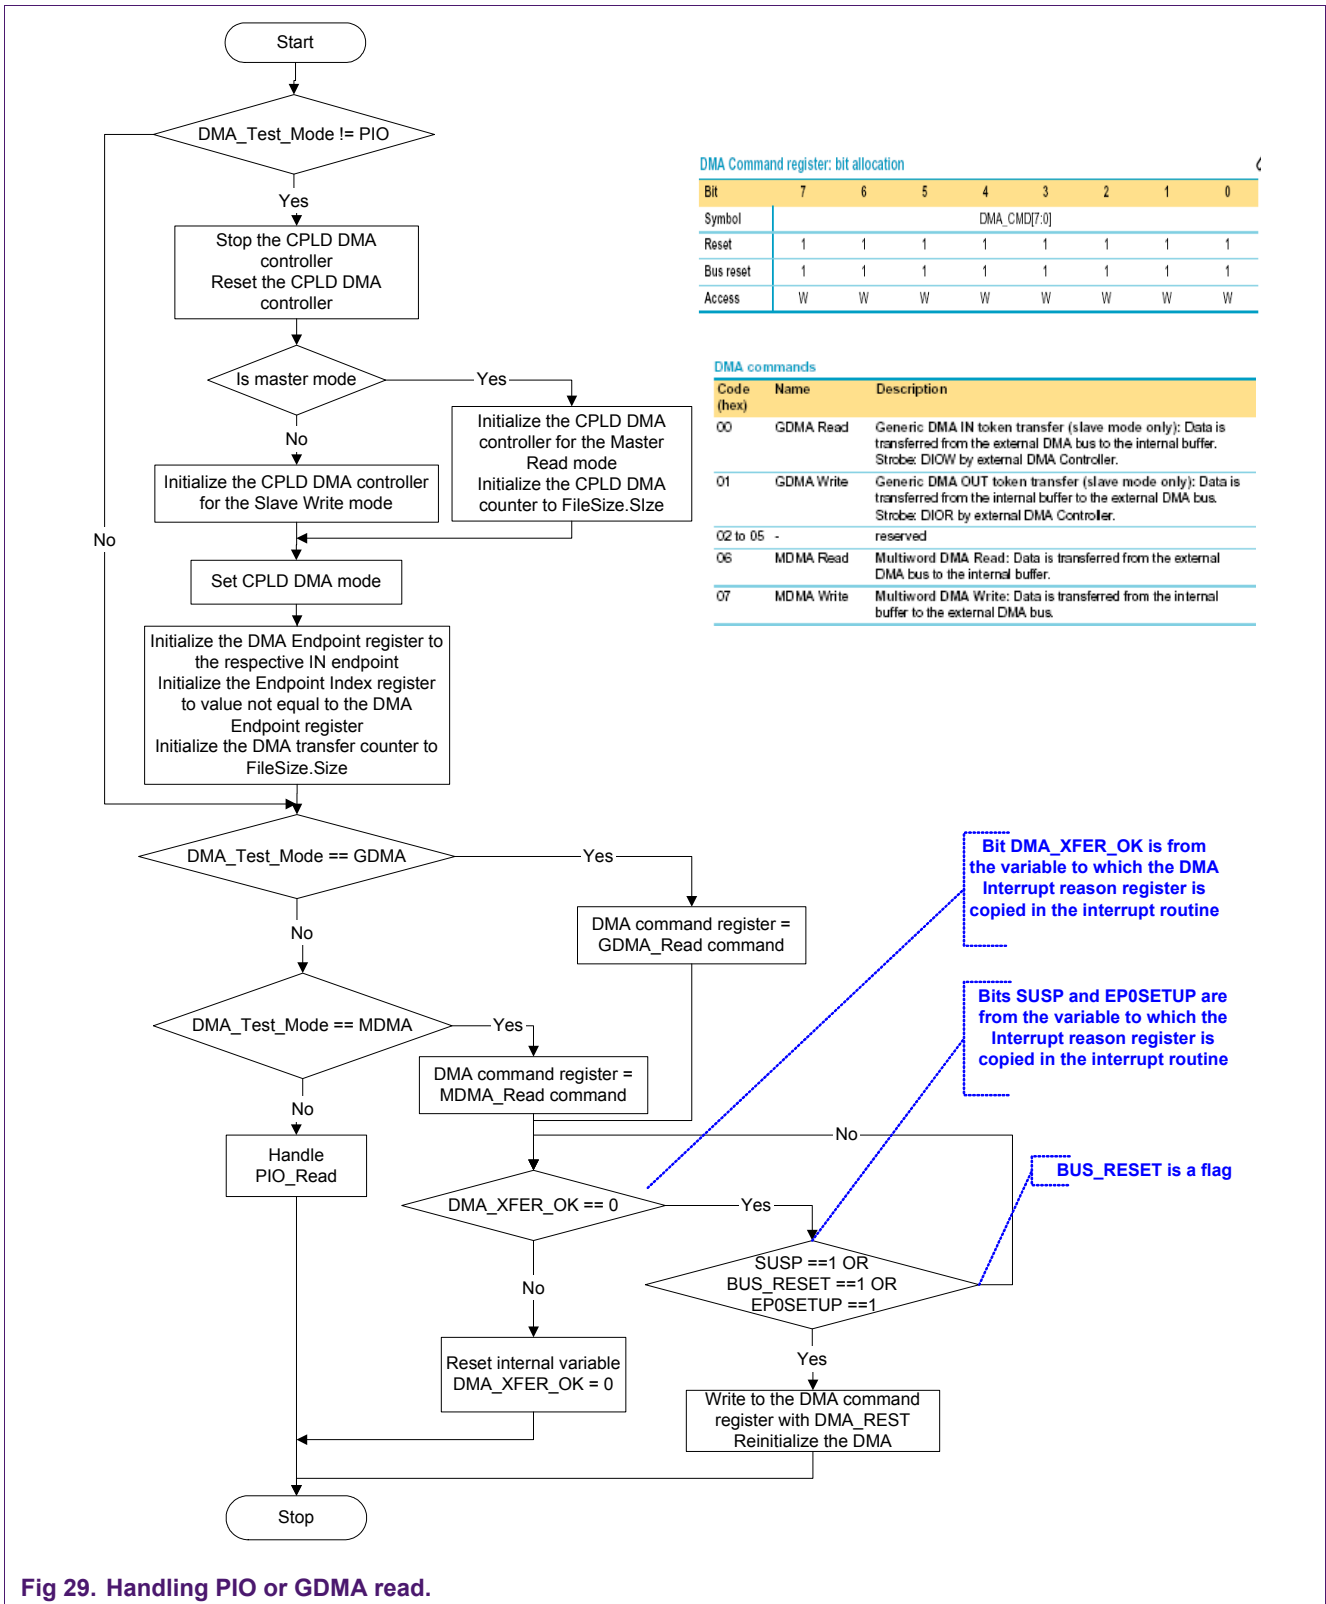 Start
DMA_Test_Mode != PIO
Yes
Stop the CPLD DMA
controller
Reset the CPLD DMA
controller
Is master mode
Yes
No
Initialize the CPLD DMA controller
for the Slave Write mode
Initialize the CPLD DMA
controller for the Master
Read mode
Initialize the CPLD DMA
counter to FileSize.SIze
No
Set CPLD DMA mode
Initialize the DMA Endpoint register to
the respective IN endpoint
Initialize the Endpoint Index register
to value not equal to the DMA
Endpoint register
Initialize the DMA transfer counter to
FileSize.Size
DMA_Test_Mode == GDMA
Yes
DMA command register =
GDMA_Read command
No
DMA_Test_Mode == MDMA
Yes
DMA command register =
MDMA_Read command
No
Handle
PIO_Read
No
DMA_XFER_OK == 0
Yes
SUSP ==1 OR
BUS_RESET ==1 OR
EP0SETUP ==1
No
Yes
Reset internal variable
DMA_XFER_OK = 0
Write to the DMA command
register with DMA_REST
Reinitialize the DMA
Stop
DMA Command register: bit allocation
Bit 7 6 5 4 3 2 1 0
Symbol DMA_CMD[7:0]
Reset 1 1 1 1 1 1 1 1
Bus reset 1 1 1 1 1 1 1 1
Access W W W W W W W W
DMA commands
Code Name Description
(hex)
00 GDMA Read Generic DMA IN token transfer (slave mode only): Data is
transferred from the external DMA bus to the internal buffer.
Strobe: DIOW by external DMA Controller.
01 GDMA Write Generic DMA OUT token transfer (slave mode only): Data is
transferred from the internal buffer to the external DMA bus.
Strobe: DIOR by external DMA Controller.
02 to 05 - reserved
06 MDMA Read Multiword DMA Read: Data is transferred from the external
DMA bus to the internal buffer.
07 MDMA Write Multiword DMA Write: Data is transferred from the internal
buffer to the external DMA bus.
Bit DMA_XFER_OK is from
the variable to which the DMA
Interrupt reason register is
copied in the interrupt routine
Bits SUSP and EP0SETUP are
from the variable to which the
Interrupt reason register is
copied in the interrupt routine
BUS_RESET is a flag
Fig 29. Handling PIO or GDMA read.